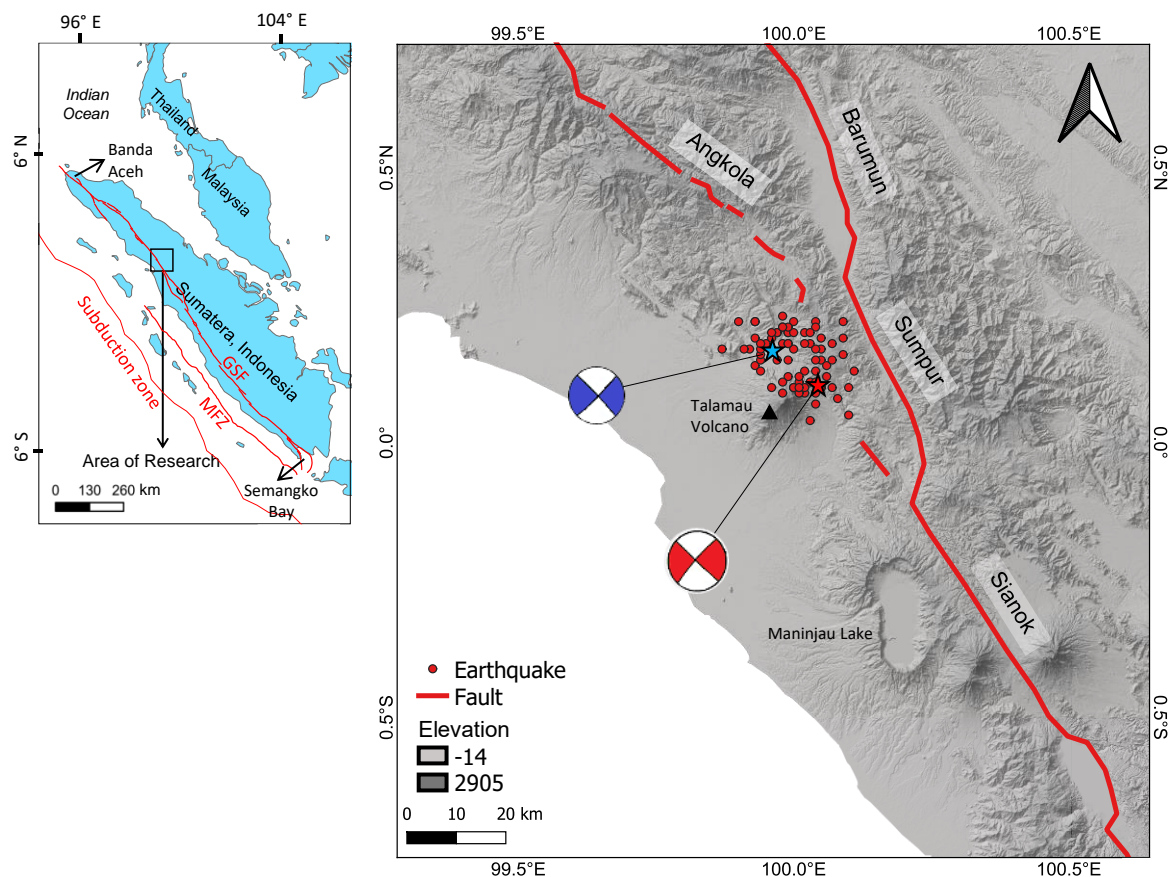 96° E
104° E
Indian
Ocean
Thailand
6° N
Banda
Aceh
Malaysia
Sumatera, Indonesia
Subduction zone
GSF
MFZ
6° S
Area of Research
0
130
260 km
Semangko
Bay
99.5°E
100.0°E
100.5°E
0.5°N
0.5°N
Angkola
Barumun
Sumpur
Talamau
Volcano
0.0°
0.0°
Sianok
Maninjau Lake
Earthquake
Fault
Elevation
-14
2905
0
10
20 km
0.5°S
0.5°S
99.5°E
100.0°E
100.5°E